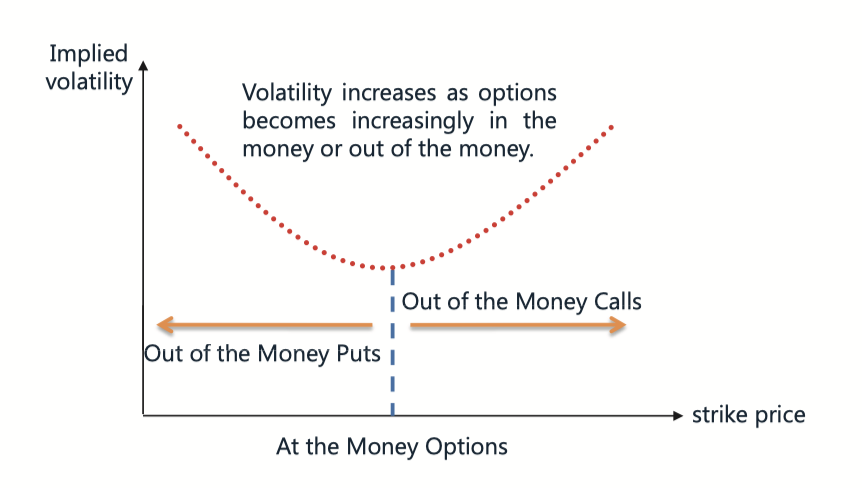 Implied
volatility
Volatility increases as options
becomes increasingly in the
money or out of the money.
Out of the Money Calls
Out of the Money Puts
strike price
At the Money Options